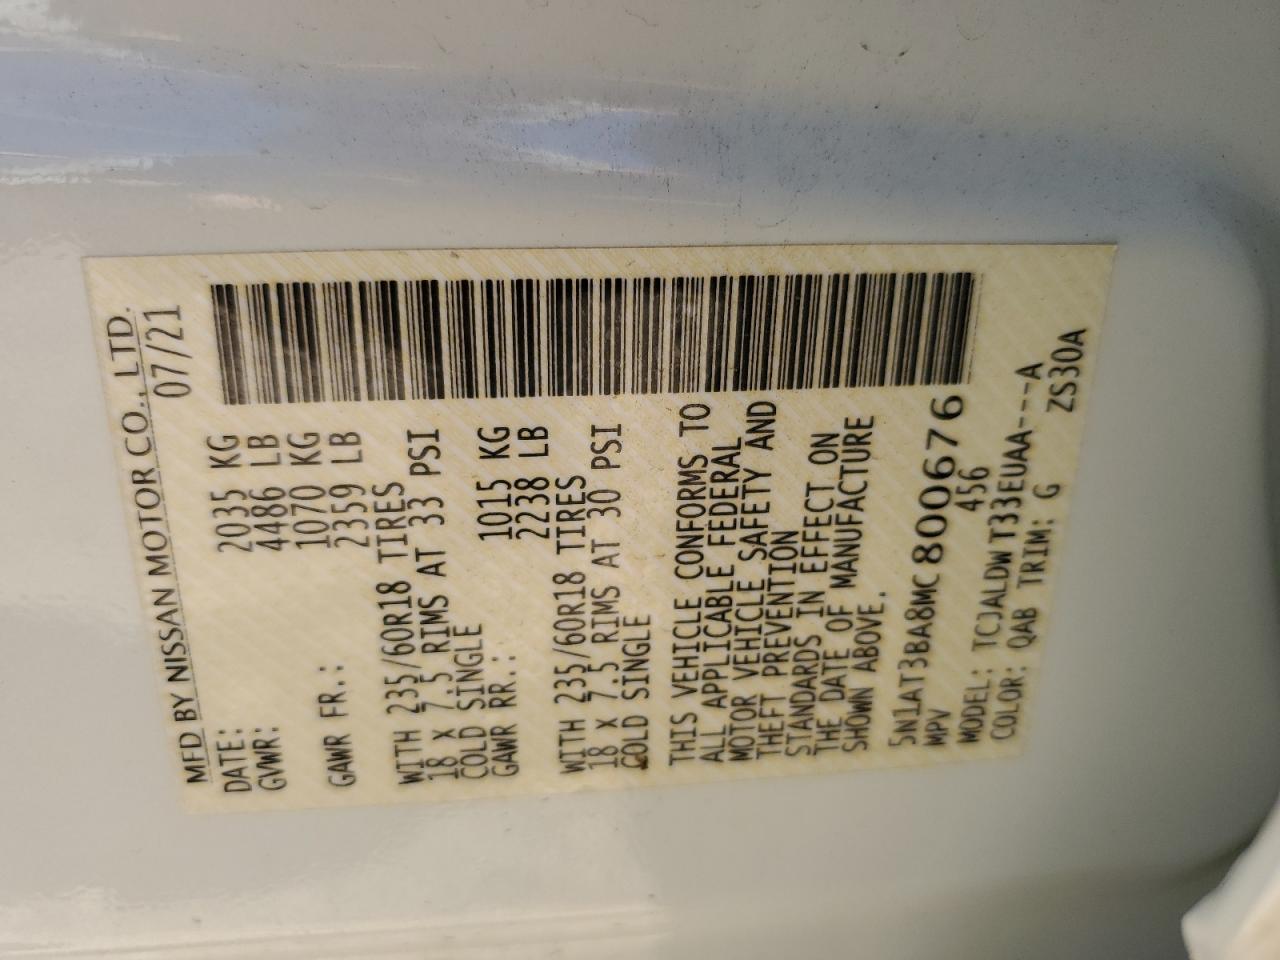 MFD BY NISSAN MOTOR CO., LTD.
DATE: 07/21
GVWR: 2035 KG
4486 LB
GAWR FR.: 1070 KG
2359 LB
WITH 235/60R18 TIRES
18 X 7.5 RIMS AT 33 PSI
COLD SINGLE
GAWR RR.: 1015 KG
2238 LB
WITH 235/60R18 TIRES
18 X 7.5 RIMS AT 30 PSI
COLD SINGLE
THIS VEHICLE CONFORMS TO
ALL APPLICABLE FEDERAL
MOTOR VEHICLE SAFETY AND
THEFT PREVENTION
STANDARDS IN EFFECT ON
THE DATE OF MANUFACTURE
SHOWN ABOVE.
5N1AT3BA8MC800676
MPV 456
MODEL: TCJALDWT33EUAA---A
COLOR: QAB TRIM: G ZS30A